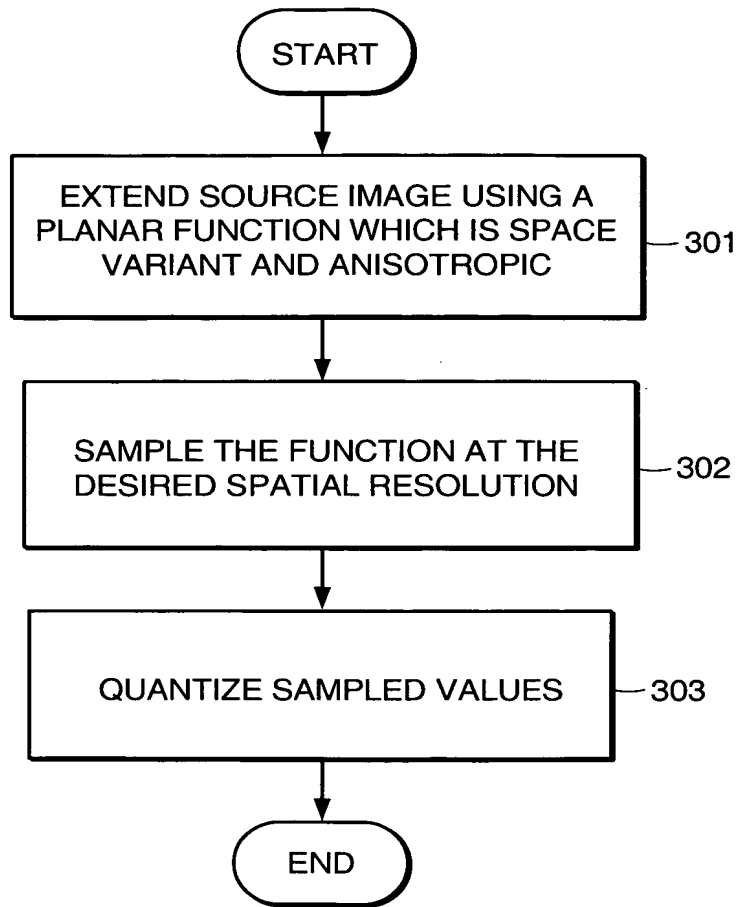 START
EXTEND SOURCE IMAGE USING A
PLANAR FUNCTION WHICH IS SPACE
VARIANT AND ANISOTROPIC
301
SAMPLE THE FUNCTION AT THE
DESIRED SPATIAL RESOLUTION
302
QUANTIZE SAMPLED VALUES
303
END